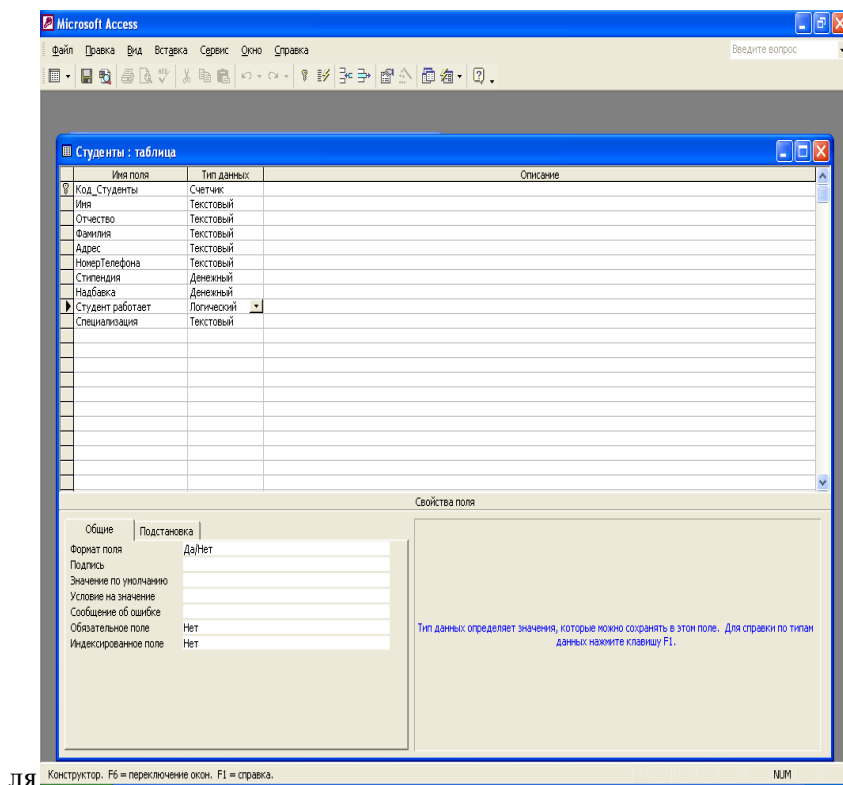 Microsoft Access
Файл Правка Вид Вставка Сервис Окно Справка Введите вопрос
Студенты : таблица
Имя поля Тип данных Описание
Код_Студенты Счетчик
Имя Текстовый
Отчество Текстовый
Фамилия Текстовый
Адрес Текстовый
НомерТелефона Текстовый
Стипендия Денежный
Надбавка Денежный
Студент работает Логический
Специализация Текстовый
Свойства поля
Общие Подстановка
Формат поля Да/Нет
Подпись
Значение по умолчанию
Условие на значение
Сообщение об ошибке
Обязательное поле Нет
Индексированное поле Нет
Тип данных определяет значения, которые можно сохранять в этом поле. Для справки по типам
данных нажмите клавишу F1.
ля
Конструктор. F6 = переключение окон. F1 = справка. NUM